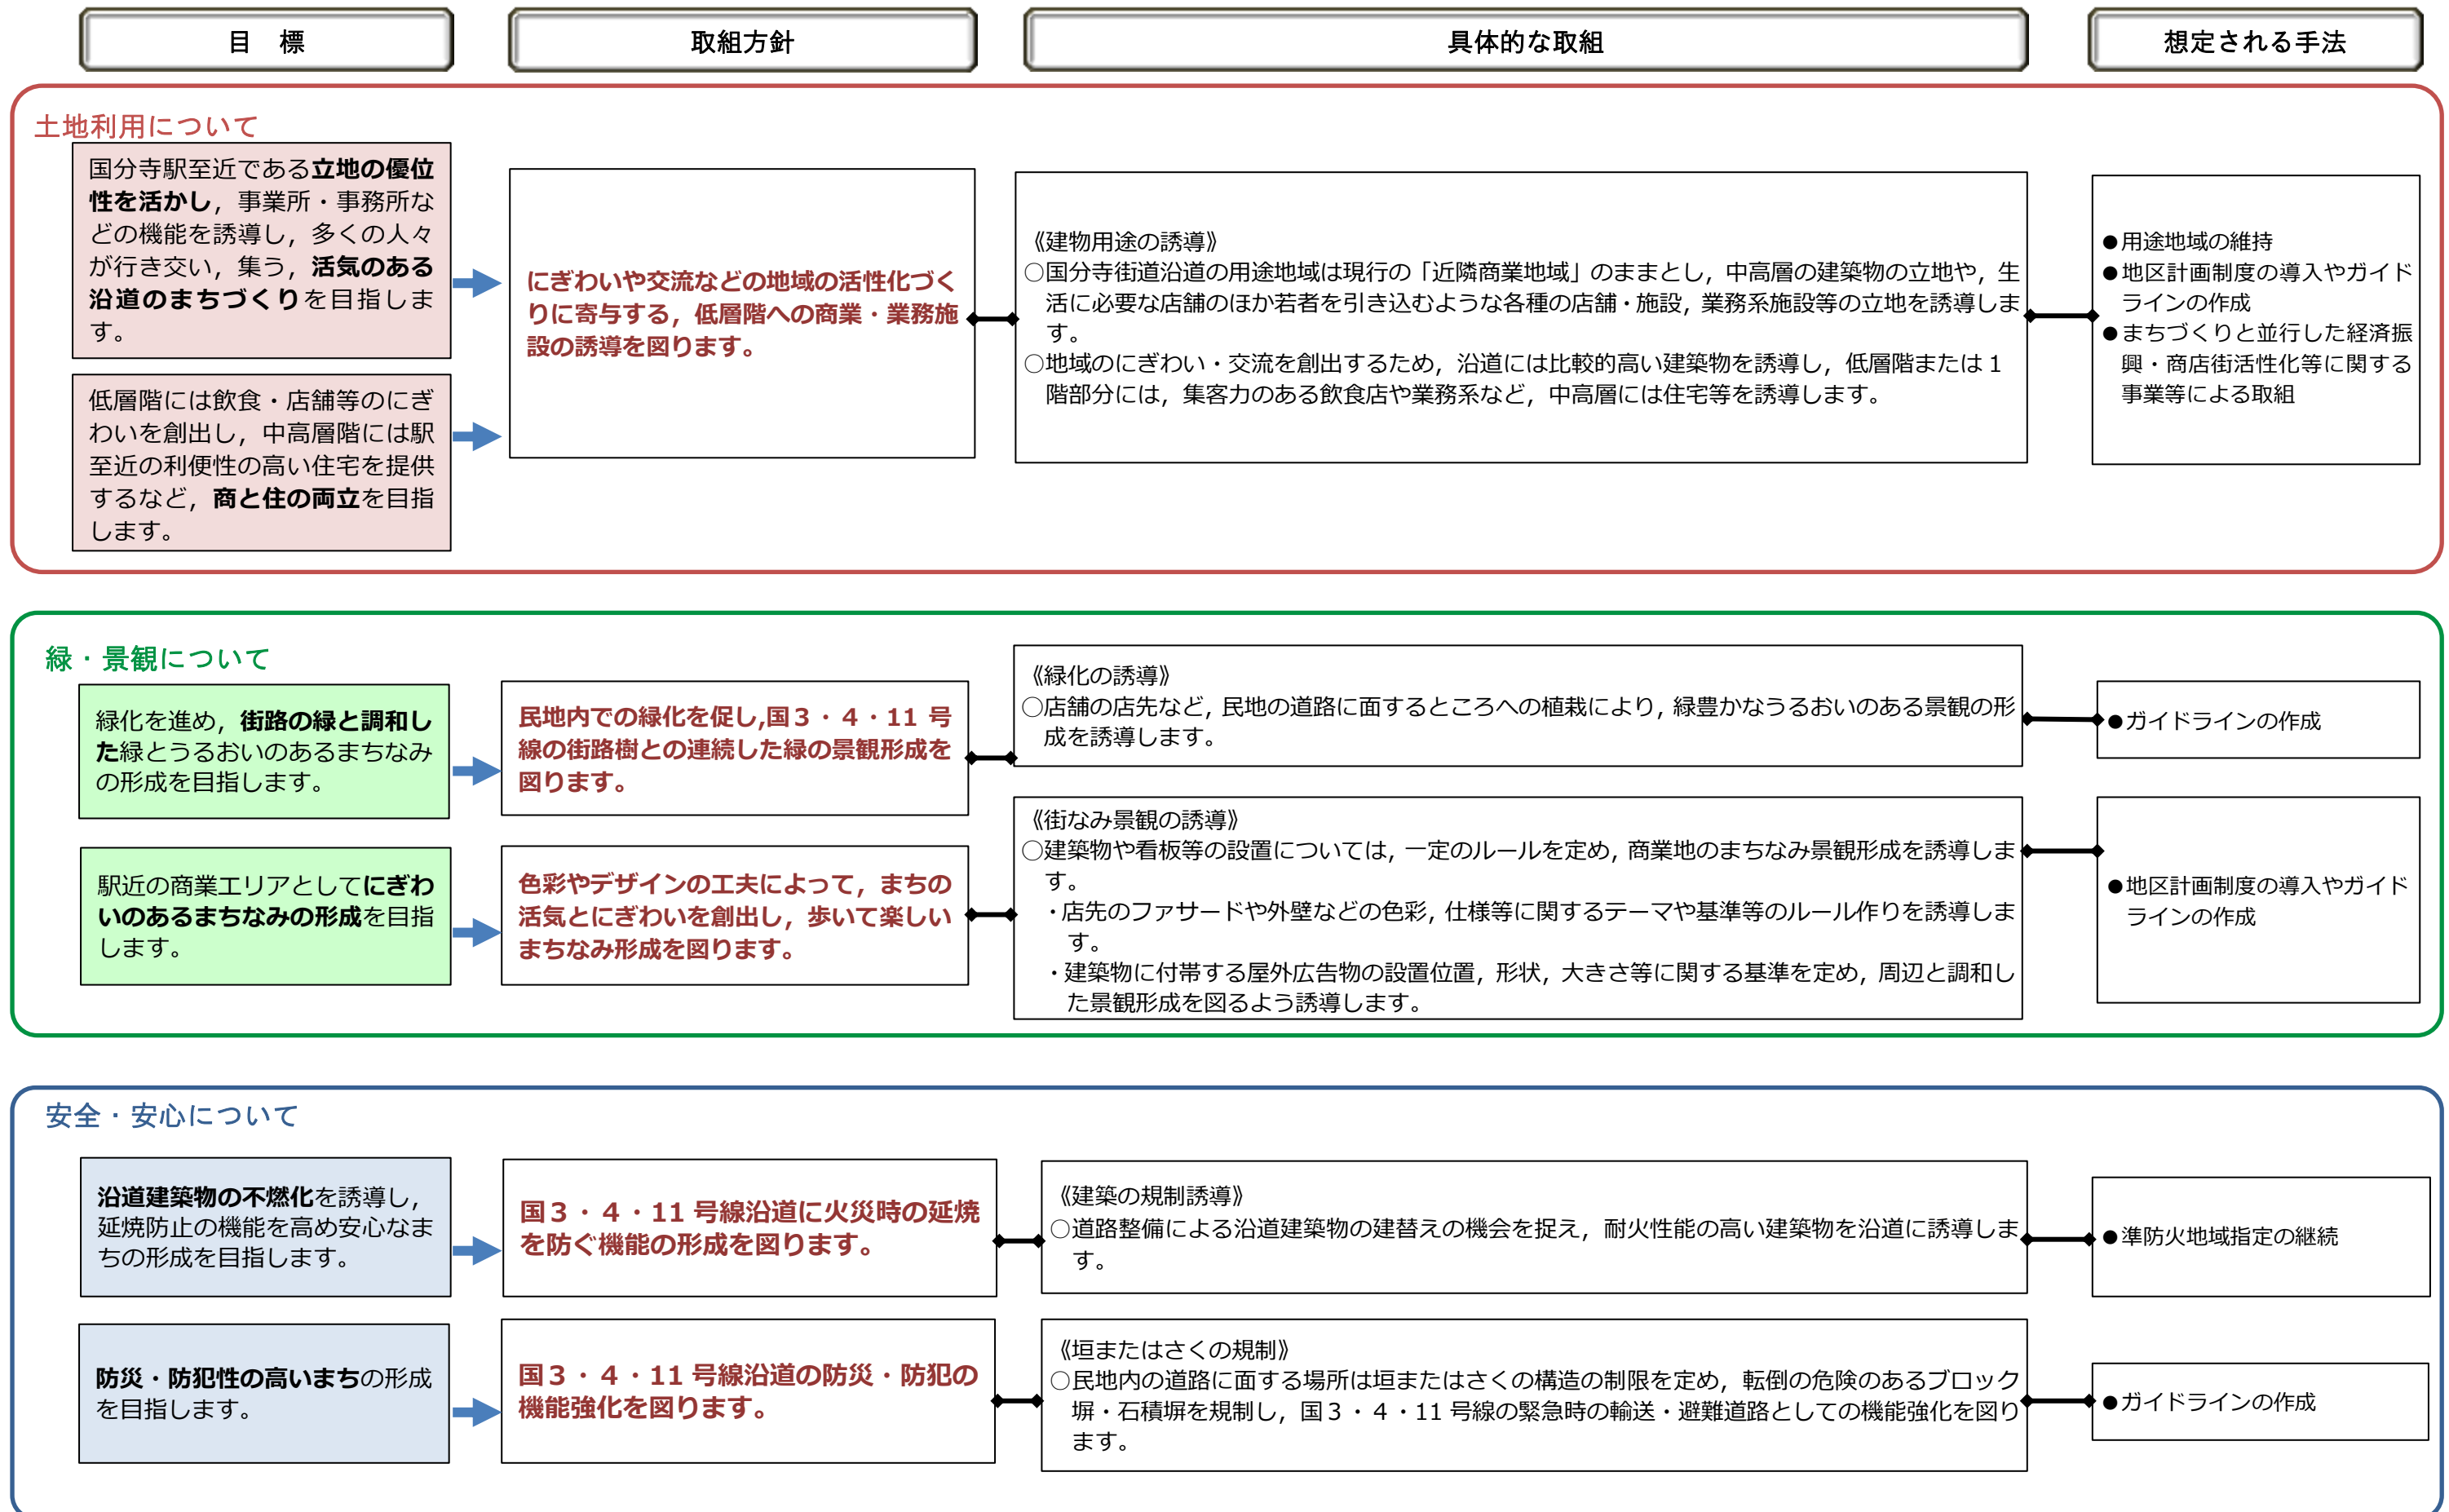 目　標
取組方針
具体的な取組
想定される手法
土地利用について
国分寺駅至近である立地の優位
性を活かし，事業所・事務所な
どの機能を誘導し，多くの人々
が行き交い，集う，活気のある
沿道のまちづくりを目指しま
す。
低層階には飲食・店舗等のにぎ
わいを創出し，中高層階には駅
至近の利便性の高い住宅を提供
するなど，商と住の両立を目指
します。
にぎわいや交流などの地域の活性化づく
りに寄与する，低層階への商業・業務施
設の誘導を図ります。
《建物用途の誘導》
○国分寺街道沿道の用途地域は現行の「近隣商業地域」のままとし，中高層の建築物の立地や，生
活に必要な店舗のほか若者を引き込むような各種の店舗・施設，業務系施設等の立地を誘導しま
す。
○地域のにぎわい・交流を創出するため，沿道には比較的高い建築物を誘導し，低層階または１
階部分には，集客力のある飲食店や業務系など，中高層には住宅等を誘導します。
●用途地域の維持
●地区計画制度の導入やガイド
ラインの作成
●まちづくりと並行した経済振
興・商店街活性化等に関する
事業等による取組
緑・景観について
緑化を進め，街路の緑と調和し
た緑とうるおいのあるまちなみ
の形成を目指します。
民地内での緑化を促し,国３・４・11 号
線の街路樹との連続した緑の景観形成を
図ります。
《緑化の誘導》
○店舗の店先など，民地の道路に面するところへの植栽により，緑豊かなうるおいのある景観の形
成を誘導します。
●ガイドラインの作成
駅近の商業エリアとしてにぎわ
いのあるまちなみの形成を目指
します。
色彩やデザインの工夫によって，まちの
活気とにぎわいを創出し，歩いて楽しい
まちなみ形成を図ります。
《街なみ景観の誘導》
○建築物や看板等の設置については，一定のルールを定め，商業地のまちなみ景観形成を誘導しま
す。
・店先のファサードや外壁などの色彩，仕様等に関するテーマや基準等のルール作りを誘導しま
す。
・建築物に付帯する屋外広告物の設置位置，形状，大きさ等に関する基準を定め，周辺と調和し
た景観形成を図るよう誘導します。
●地区計画制度の導入やガイド
ラインの作成
安全・安心について
沿道建築物の不燃化を誘導し，
延焼防止の機能を高め安心なま
ちの形成を目指します。
国３・４・11 号線沿道に火災時の延焼
を防ぐ機能の形成を図ります。
《建築の規制誘導》
○道路整備による沿道建築物の建替えの機会を捉え，耐火性能の高い建築物を沿道に誘導しま
す。
●準防火地域指定の継続
防災・防犯性の高いまちの形成
を目指します。
国３・４・11 号線沿道の防災・防犯の
機能強化を図ります。
《垣またはさくの規制》
○民地内の道路に面する場所は垣またはさくの構造の制限を定め，転倒の危険のあるブロック
塀・石積塀を規制し，国３・４・11 号線の緊急時の輸送・避難道路としての機能強化を図り
ます。
●ガイドラインの作成